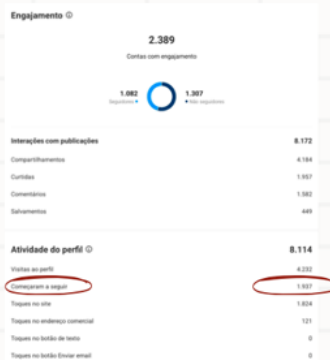 Engajamento ⓘ
2.389
Contas com engajamento
1.082
Seguidores
1.307
Não seguidores
Interações com publicações 8.172
Compartilhamentos 4.184
Curtidas 1.957
Comentários 1.582
Salvamentos 449
Atividade do perfil ⓘ 8.114
Visitas ao perfil 4.232
Começaram a seguir 1.937
Toques no site 1.824
Toques no endereço comercial 121
Toques no botão de texto 0
Toques no botão Enviar email 0